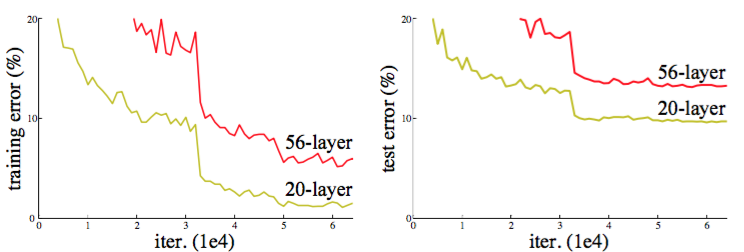 training error (%)
20
10
0
0 1 2 3 4 5 6
iter. (1e4)
56-layer
20-layer
test error (%)
20
10
0
0 1 2 3 4 5 6
iter. (1e4)
56-layer
20-layer